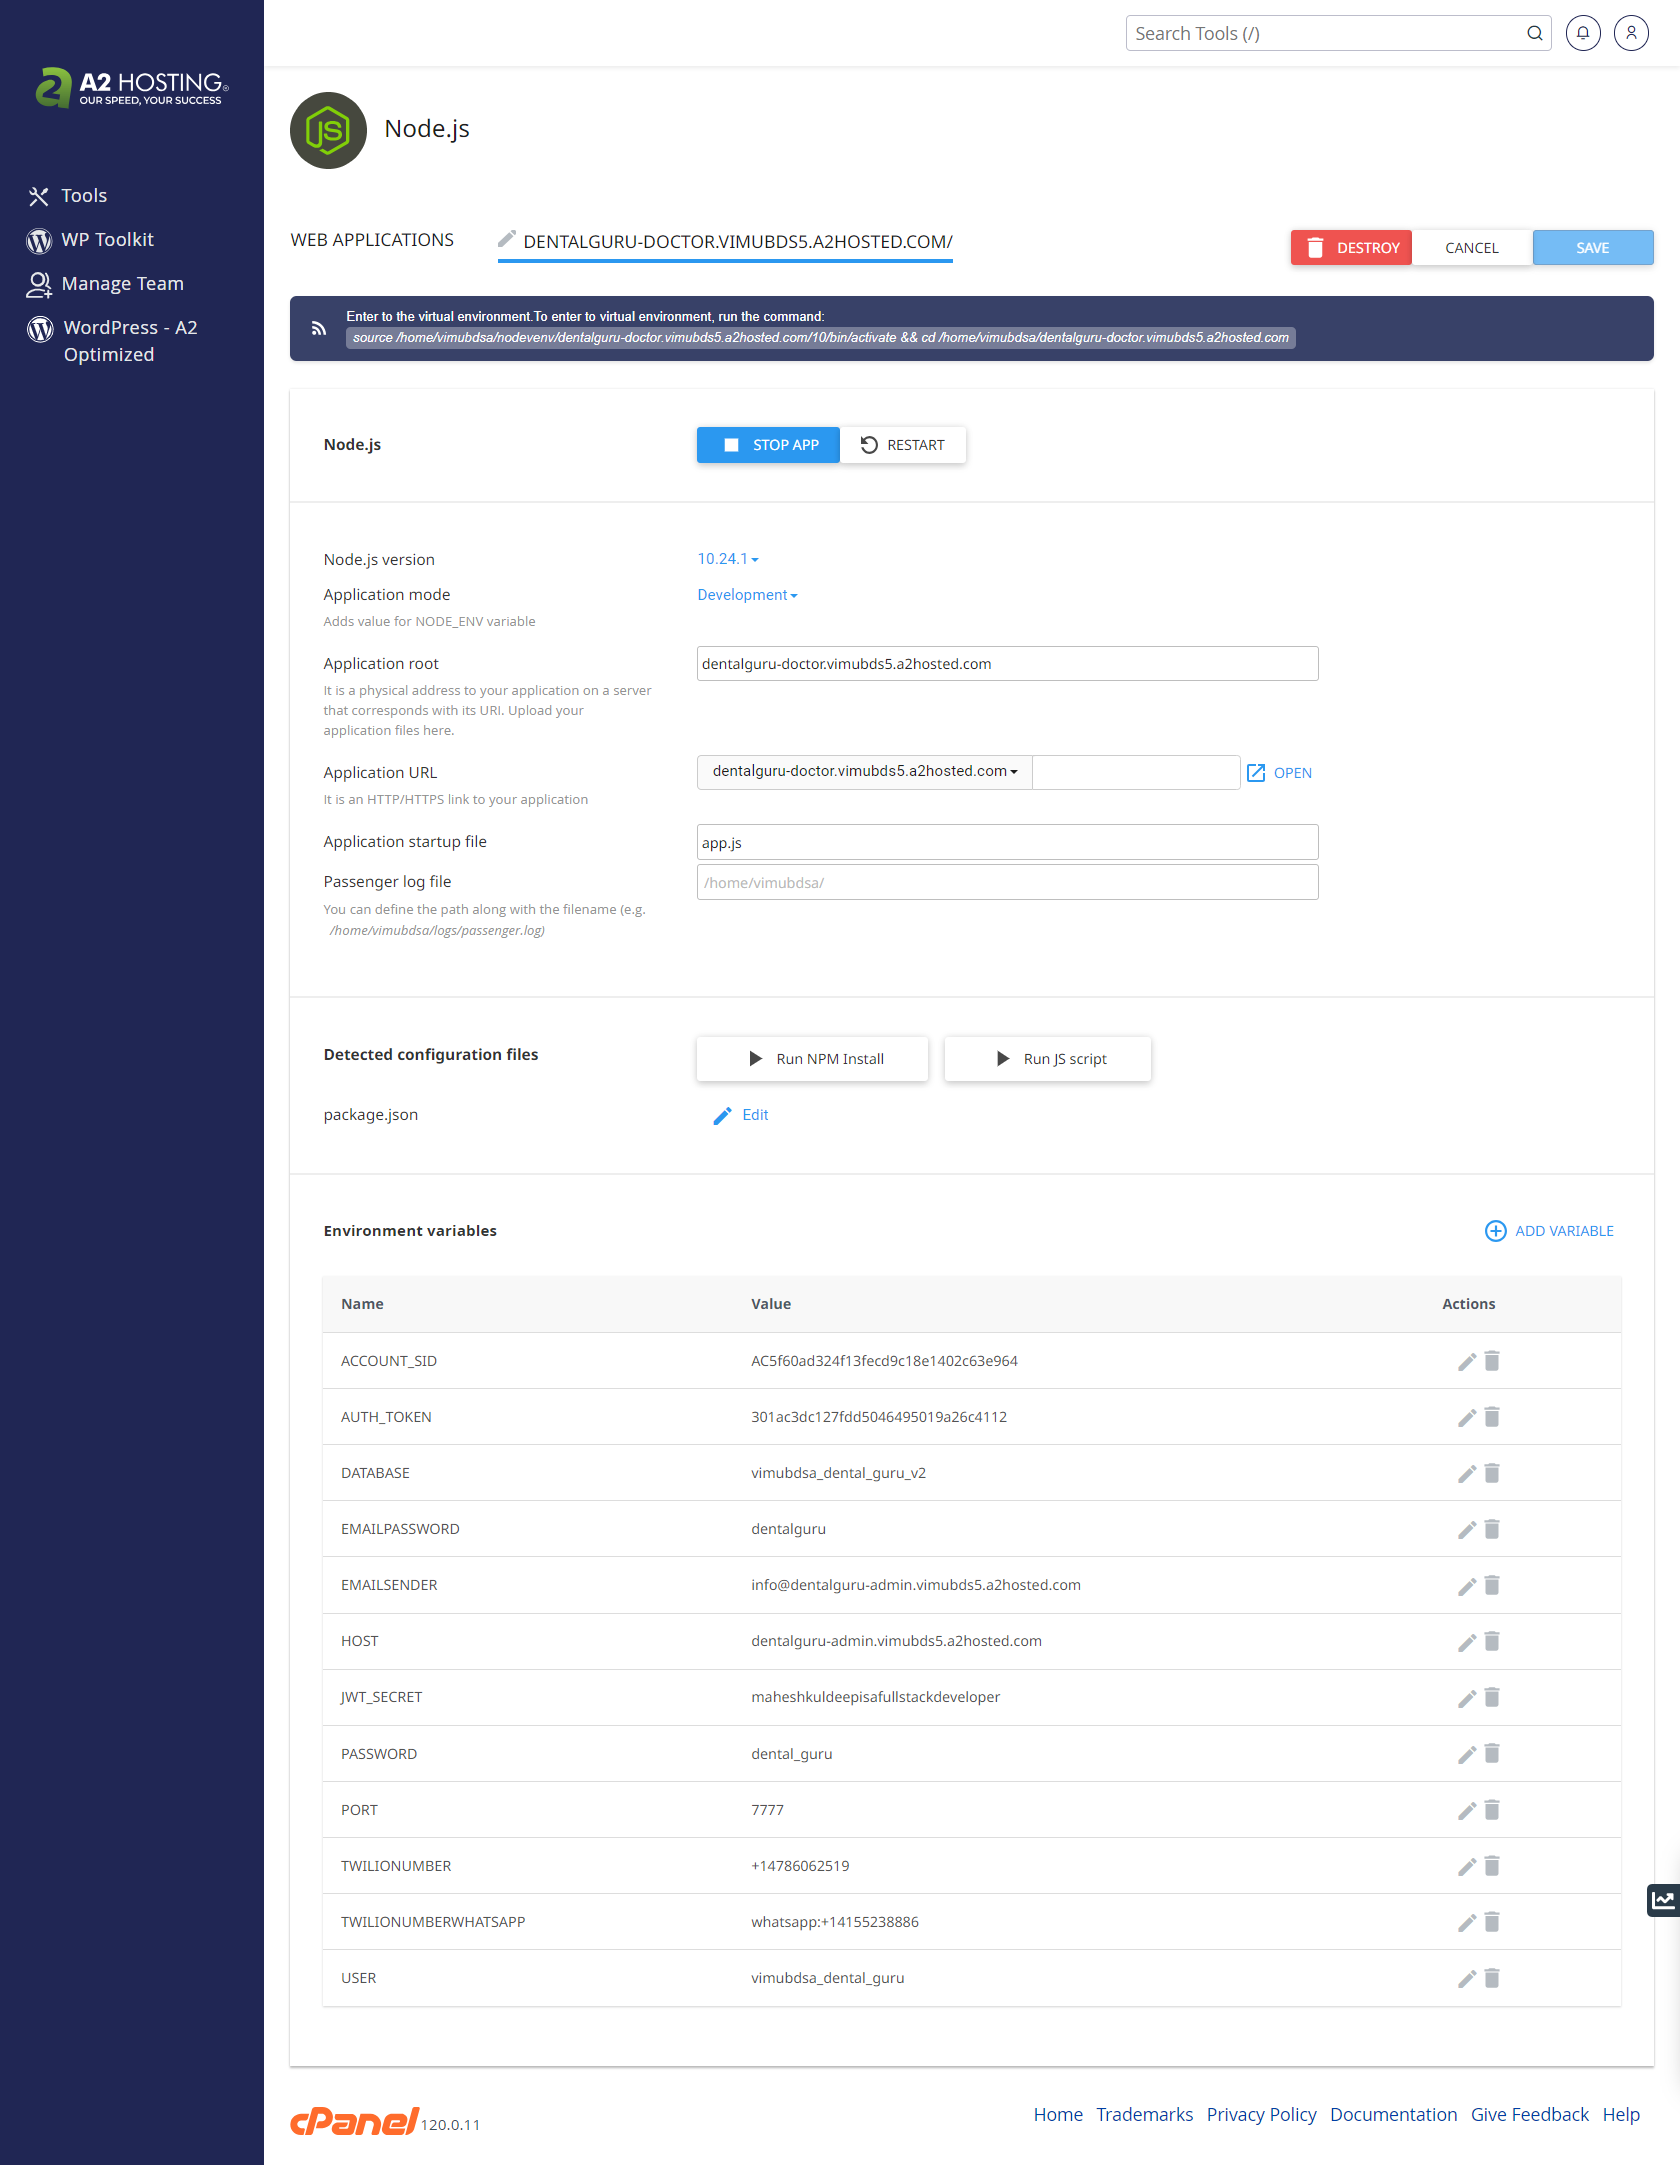 Search Tools (/)
A2 HOSTING®
OUR SPEED, YOUR SUCCESS
Tools
WP Toolkit
Manage Team
WordPress - A2
Optimized
JS
Node.js
WEB APPLICATIONS
DENTALGURU-DOCTOR.VIMUBDS5.A2HOSTED.COM/
DESTROY
CANCEL
SAVE
Enter to the virtual environment.To enter to virtual environment, run the command:
source /home/vimubdsa/nodevenv/dentalguru-doctor.vimubds5.a2hosted.com/10/bin/activate && cd /home/vimubdsa/dentalguru-doctor.vimubds5.a2hosted.com
Node.js
STOP APP
RESTART
Node.js version
10.24.1
Application mode
Development
Adds value for NODE_ENV variable
Application root
dentalguru-doctor.vimubds5.a2hosted.com
It is a physical address to your application on a server
that corresponds with its URI. Upload your
application files here.
Application URL
dentalguru-doctor.vimubds5.a2hosted.com
OPEN
It is an HTTP/HTTPS link to your application
Application startup file
app.js
Passenger log file
/home/vimubdsa/
You can define the path along with the filename (e.g.
/home/vimubdsa/logs/passenger.log)
Detected configuration files
Run NPM Install
Run JS script
package.json
Edit
Environment variables
ADD VARIABLE
Name Value Actions
ACCOUNT_SID AC5f60ad324f13fecd9c18e1402c63e964
AUTH_TOKEN 301ac3dc127fdd5046495019a26c4112
DATABASE vimubdsa_dental_guru_v2
EMAILPASSWORD dentalguru
EMAILSENDER info@dentalguru-admin.vimubds5.a2hosted.com
HOST dentalguru-admin.vimubds5.a2hosted.com
JWT_SECRET maheshkuldeepisafullstackdeveloper
PASSWORD dental_guru
PORT 7777
TWILIONUMBER +14786062519
TWILIONUMBERWHATSAPP whatsapp:+14155238886
USER vimubdsa_dental_guru
cPanel 120.0.11
Home Trademarks Privacy Policy Documentation Give Feedback Help